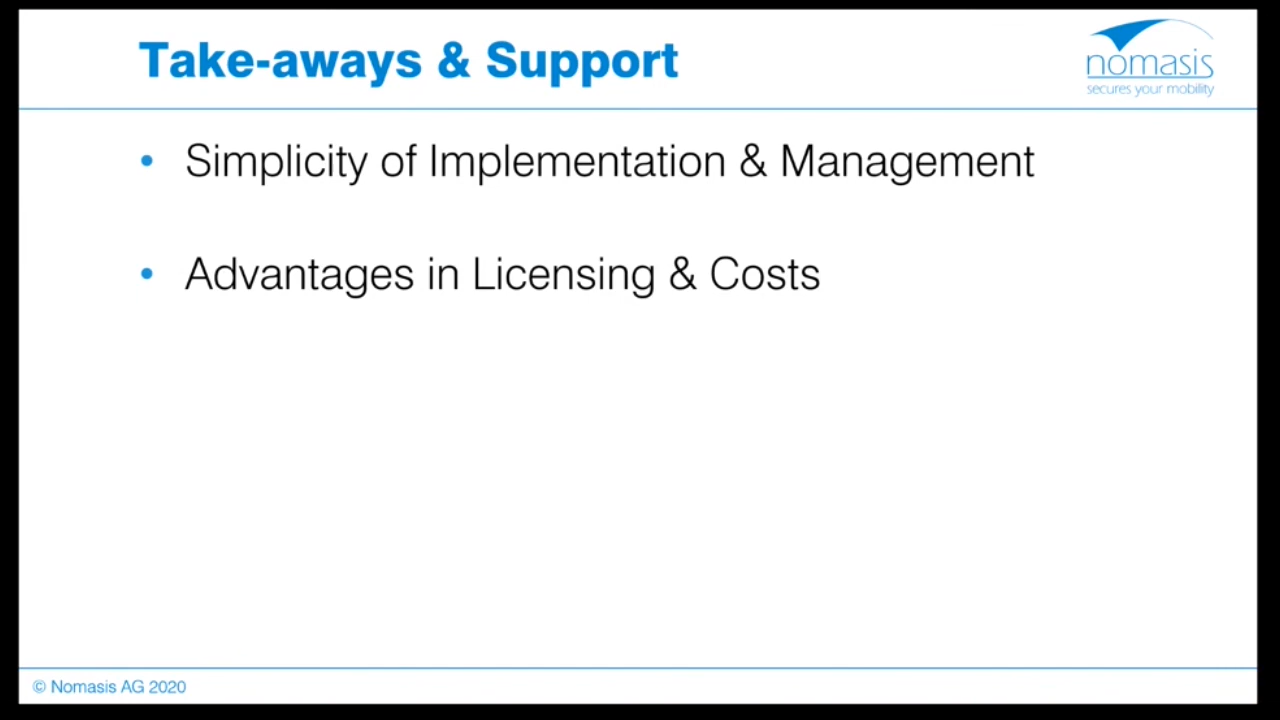 Take-aways & Support
nomasis
secures your mobility
• Simplicity of Implementation & Management
• Advantages in Licensing & Costs
© Nomasis AG 2020